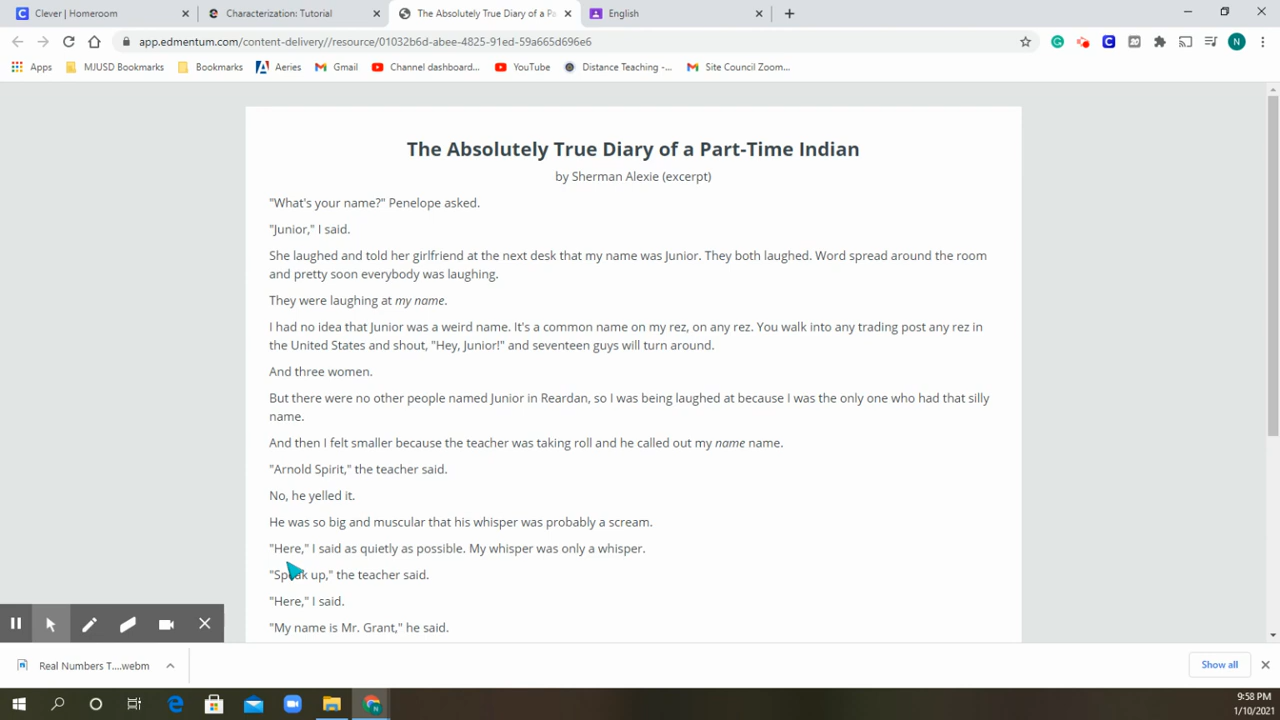 Clever | Homeroom
Characterization: Tutorial
The Absolutely True Diary of a Pa
English
app.edmentum.com/content-delivery//resource/01032b6d-abee-4825-91ed-59a665d696e6
N
Apps
MJUSD Bookmarks
Bookmarks
Aeries
Gmail
Channel dashboard...
YouTube
Distance Teaching -...
Site Council Zoom...
The Absolutely True Diary of a Part-Time Indian
by Sherman Alexie (excerpt)
"What's your name?" Penelope asked.
"Junior," I said.
She laughed and told her girlfriend at the next desk that my name was Junior. They both laughed. Word spread around the room
and pretty soon everybody was laughing.
They were laughing at my name.
I had no idea that Junior was a weird name. It's a common name on my rez, on any rez. You walk into any trading post any rez in
the United States and shout, "Hey, Junior!" and seventeen guys will turn around.
And three women.
But there were no other people named Junior in Reardan, so I was being laughed at because I was the only one who had that silly
name.
And then I felt smaller because the teacher was taking roll and he called out my name name.
"Arnold Spirit," the teacher said.
No, he yelled it.
He was so big and muscular that his whisper was probably a scream.
"Here," I said as quietly as possible. My whisper was only a whisper.
"Speak up," the teacher said.
"Here," I said.
"My name is Mr. Grant," he said.
Real Numbers T....webm
Show all
9:58 PM
1/10/2021